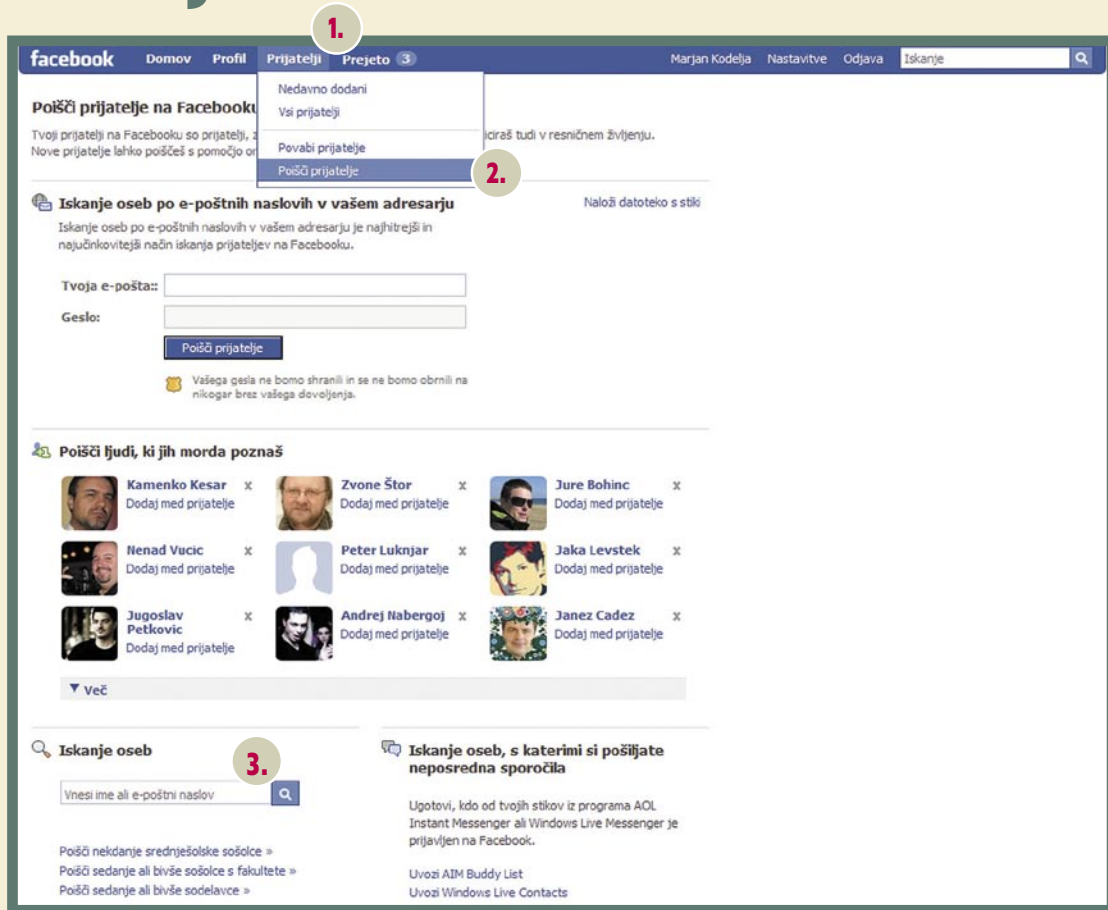 1.
facebook Domov Profil Prijatelji Prejeto 3 Marjan Kodelja Nastavitve Odjava Iskanje
Nedavno dodani
Vsi prijatelji
Povabi prijatelje
Poišči prijatelje
2.
Poišči prijatelje na Facebooku
Tvoji prijatelji na Facebooku so prijatelji, iciraš tudi v resničnem življenju.
Nove prijatelje lahko poiščeš s pomočjo
Iskanje oseb po e-poštnih naslovih v vašem adresarju
Naloži datoteko s stiki
Iskanje oseb po e-poštnih naslovih v vašem adresarju je najhitrejši in
najučinkovitejši način iskanja prijateljev na Facebooku.
Tvoja e-pošta::
Geslo:
Poišči prijatelje
Vašega gesla ne bomo shranili in se ne bomo obrnili na
nikogar brez vašega dovoljenja.
Poišči ljudi, ki jih morda poznaš
Kamenko Kesar x
Dodaj med prijatelje
Zvone Štor x
Dodaj med prijatelje
Jure Bohinc x
Dodaj med prijatelje
Nenad Vucic x
Dodaj med prijatelje
Peter Luknjar x
Dodaj med prijatelje
Jaka Levstek x
Dodaj med prijatelje
Jugoslav x
Petkovic
Dodaj med prijatelje
Andrej Nabergoj x
Dodaj med prijatelje
Janez Cadez x
Dodaj med prijatelje
Več
Iskanje oseb
3.
Vnesi ime ali e-poštni naslov
Poišči nekdanje srednješolske sošolce »
Poišči sedanje ali bivše sošolce s fakultete »
Poišči sedanje ali bivše sodelavce »
Iskanje oseb, s katerimi si pošiljate
neposredna sporočila
Ugotovi, kdo od tvojih stikov iz programa AOL
Instant Messenger ali Windows Live Messenger je
prijavljen na Facebook.
Uvozi AIM Buddy List
Uvozi Windows Live Contacts